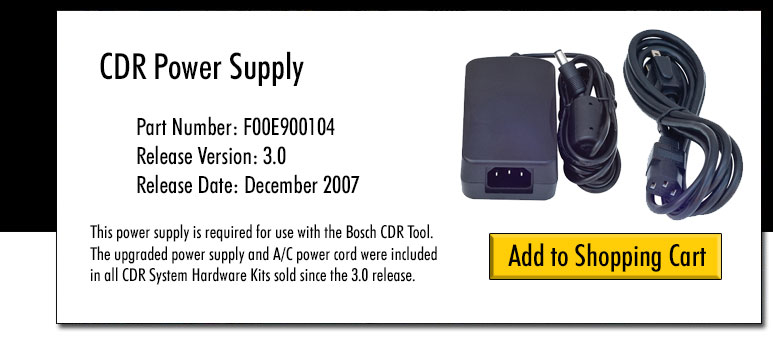 CDR Power Supply
Part Number: F00E900104
Release Version: 3.0
Release Date: December 2007
This power supply is required for use with the Bosch CDR Tool.
The upgraded power supply and A/C power cord were included
in all CDR System Hardware Kits sold since the 3.0 release.
Add to Shopping Cart